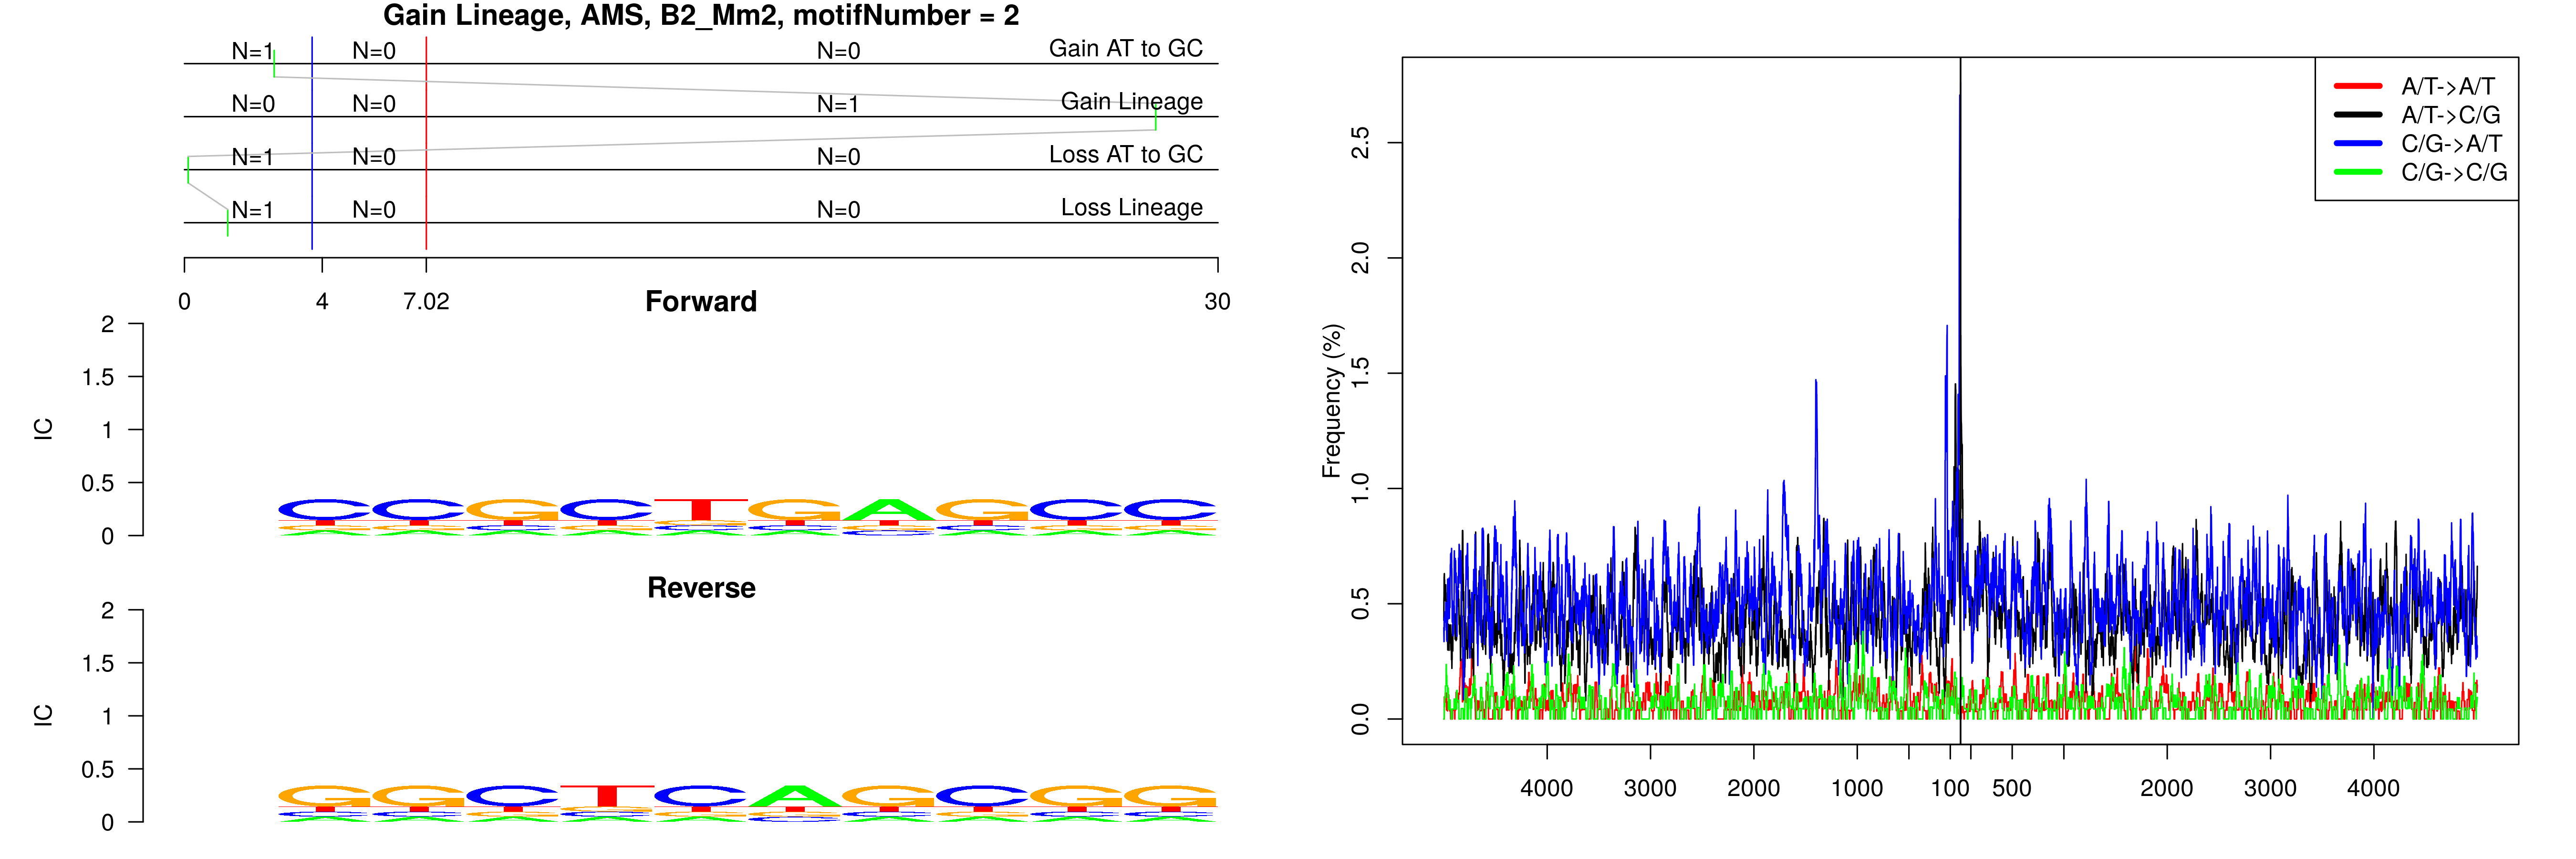 Gain Lineage, AMS, B2_Mm2, motifNumber = 2
N=1 N=0 N=0 Gain AT to GC
N=0 N=0 N=1 Gain Lineage
N=1 N=0 N=0 Loss AT to GC
N=1 N=0 N=0 Loss Lineage
0 4 7.02 30
Forward
IC
2
1.5
1
0.5
0
CCGCTGAGCC
Reverse
IC
2
1.5
1
0.5
0
GGCTCAGCGG
Frequency (%)
2.5
2.0
1.5
1.0
0.5
0.0
4000 3000 2000 1000 100 500 2000 3000 4000
A/T->A/T
A/T->C/G
C/G->A/T
C/G->C/G